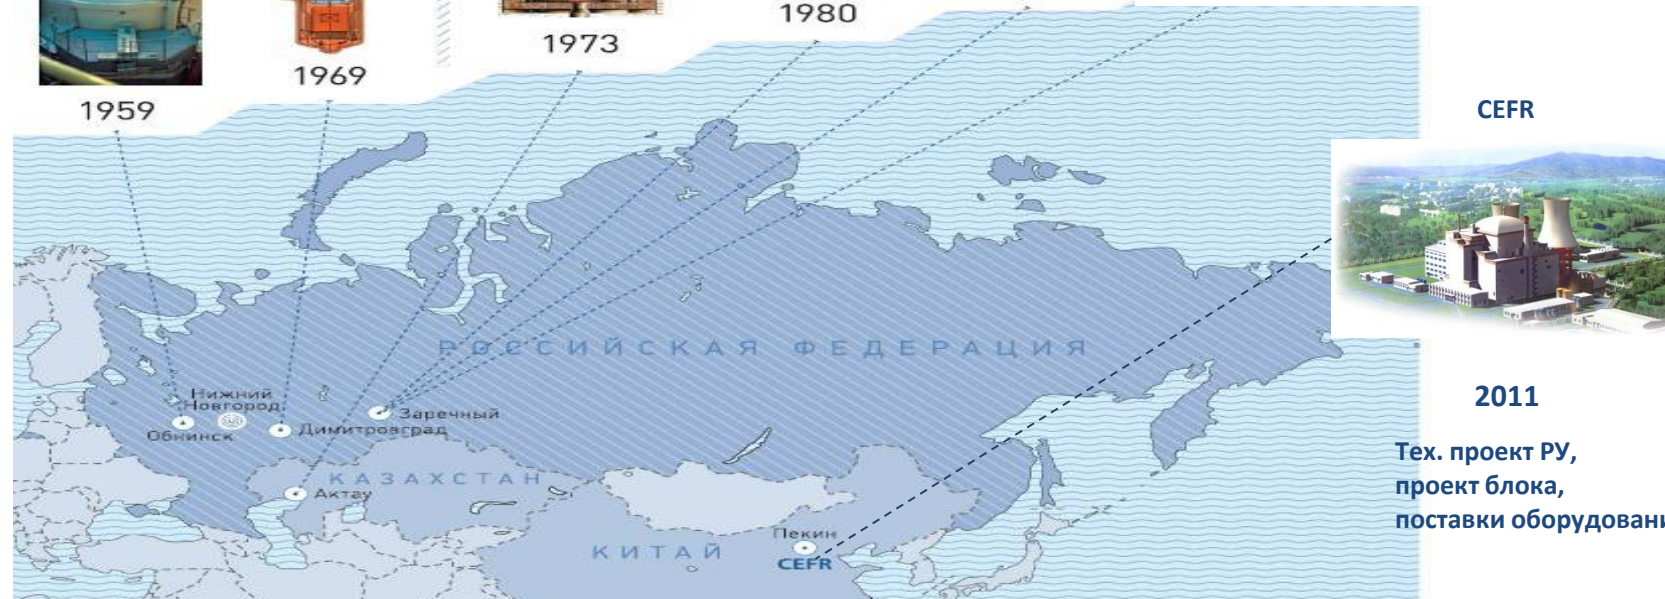 1980
1973
1969
1959
CEFR
РОССИЙСКАЯ ФЕДЕРАЦИЯ
2011
Нижний
Новгород
Заречный
Обнинск
Димитровград
Тех. проект РУ,
проект блока,
поставки оборудовани
КАЗАХСТАН
Актау
Пекин
КИТАЙ
CEFR